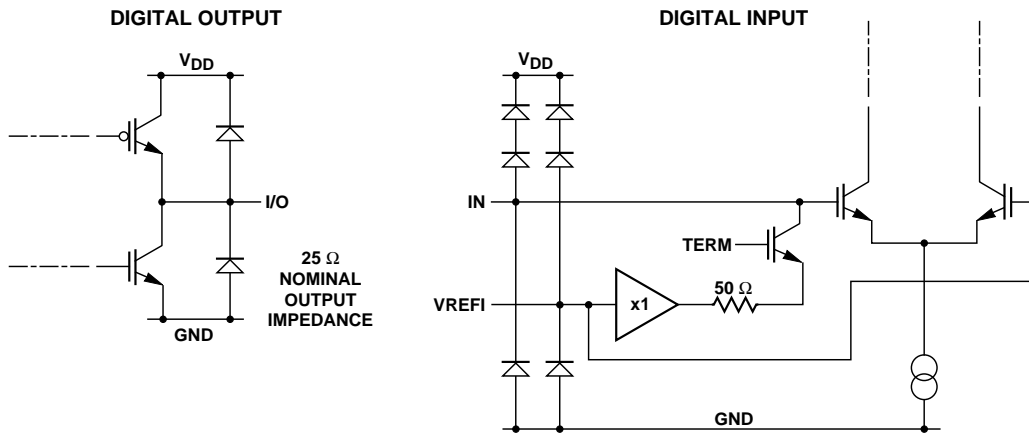 DIGITAL OUTPUT
VDD
I/O
25 Ω
NOMINAL
OUTPUT
IMPEDANCE
GND
DIGITAL INPUT
VDD
IN
TERM
50 Ω
VREFI
x1
GND